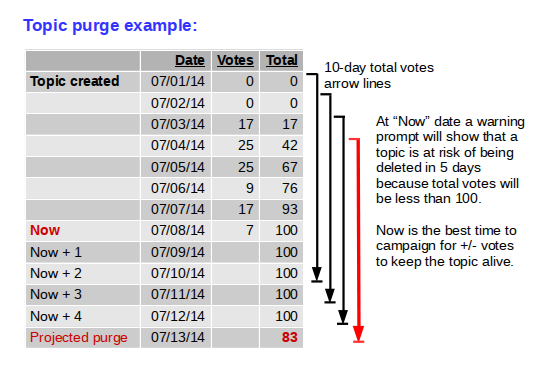 Topic purge example:
Date Votes Total
Topic created 07/01/14 0 0
07/02/14 0 0
07/03/14 17 17
07/04/14 25 42
07/05/14 25 67
07/06/14 9 76
07/07/14 17 93
Now 07/08/14 7 100
Now + 1 07/09/14 100
Now + 2 07/10/14 100
Now + 3 07/11/14 100
Now + 4 07/12/14 100
Projected purge 07/13/14 83
10-day total votes
arrow lines
At “Now” date a warning
prompt will show that a
topic is at risk of being
deleted in 5 days
because total votes will
be less than 100.
Now is the best time to
campaign for +/- votes
to keep the topic alive.